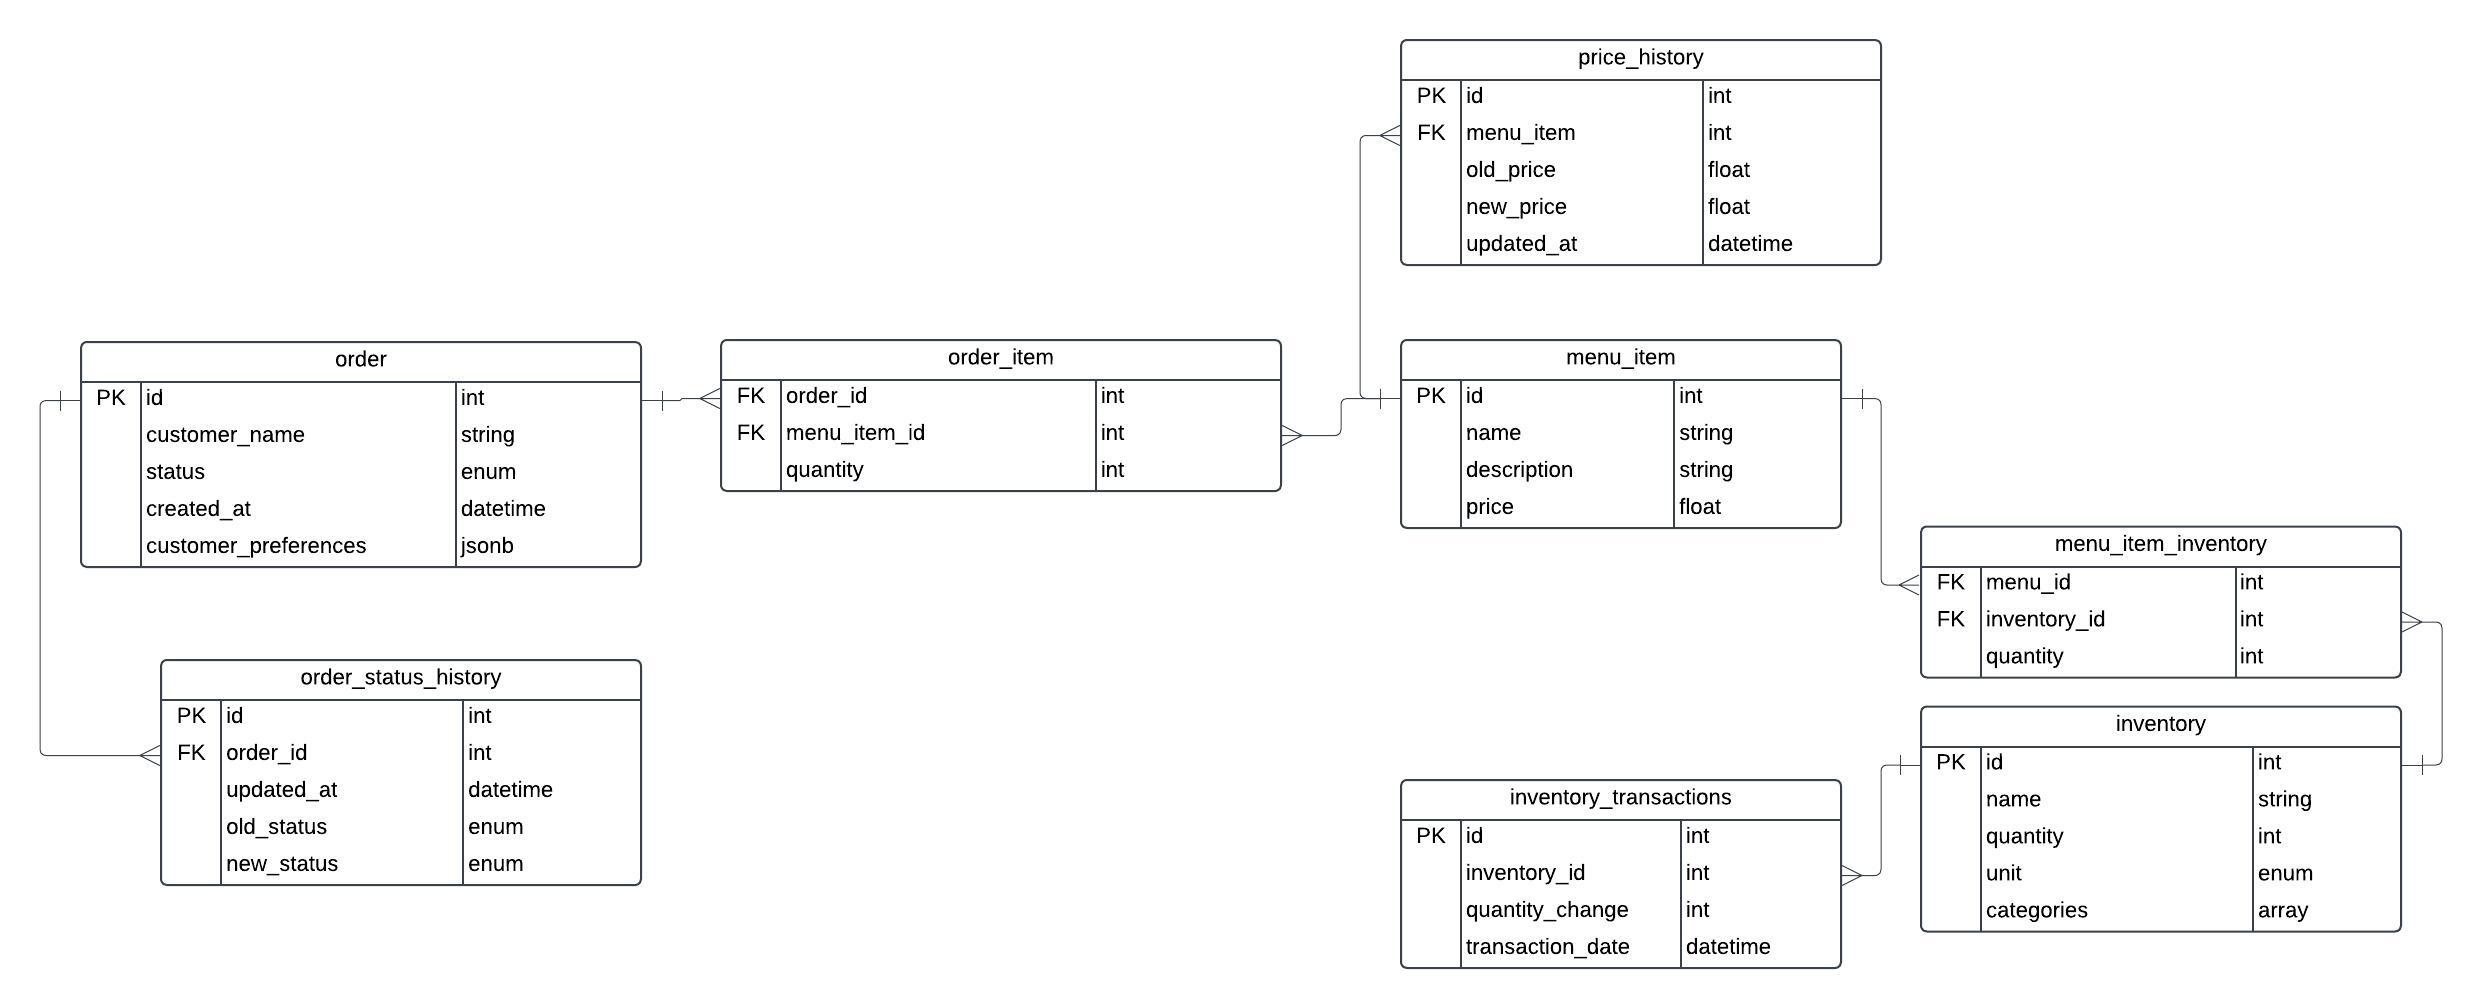 price_history
PK id int
FK menu_item int
old_price float
new_price float
updated_at datetime
order
PK id int
customer_name string
status enum
created_at datetime
customer_preferences jsonb
order_item
FK order_id int
FK menu_item_id int
quantity int
menu_item
PK id int
name string
description string
price float
menu_item_inventory
FK menu_id int
FK inventory_id int
quantity int
order_status_history
PK id int
FK order_id int
updated_at datetime
old_status enum
new_status enum
inventory_transactions
PK id int
inventory_id int
quantity_change int
transaction_date datetime
inventory
PK id int
name string
quantity int
unit enum
categories array